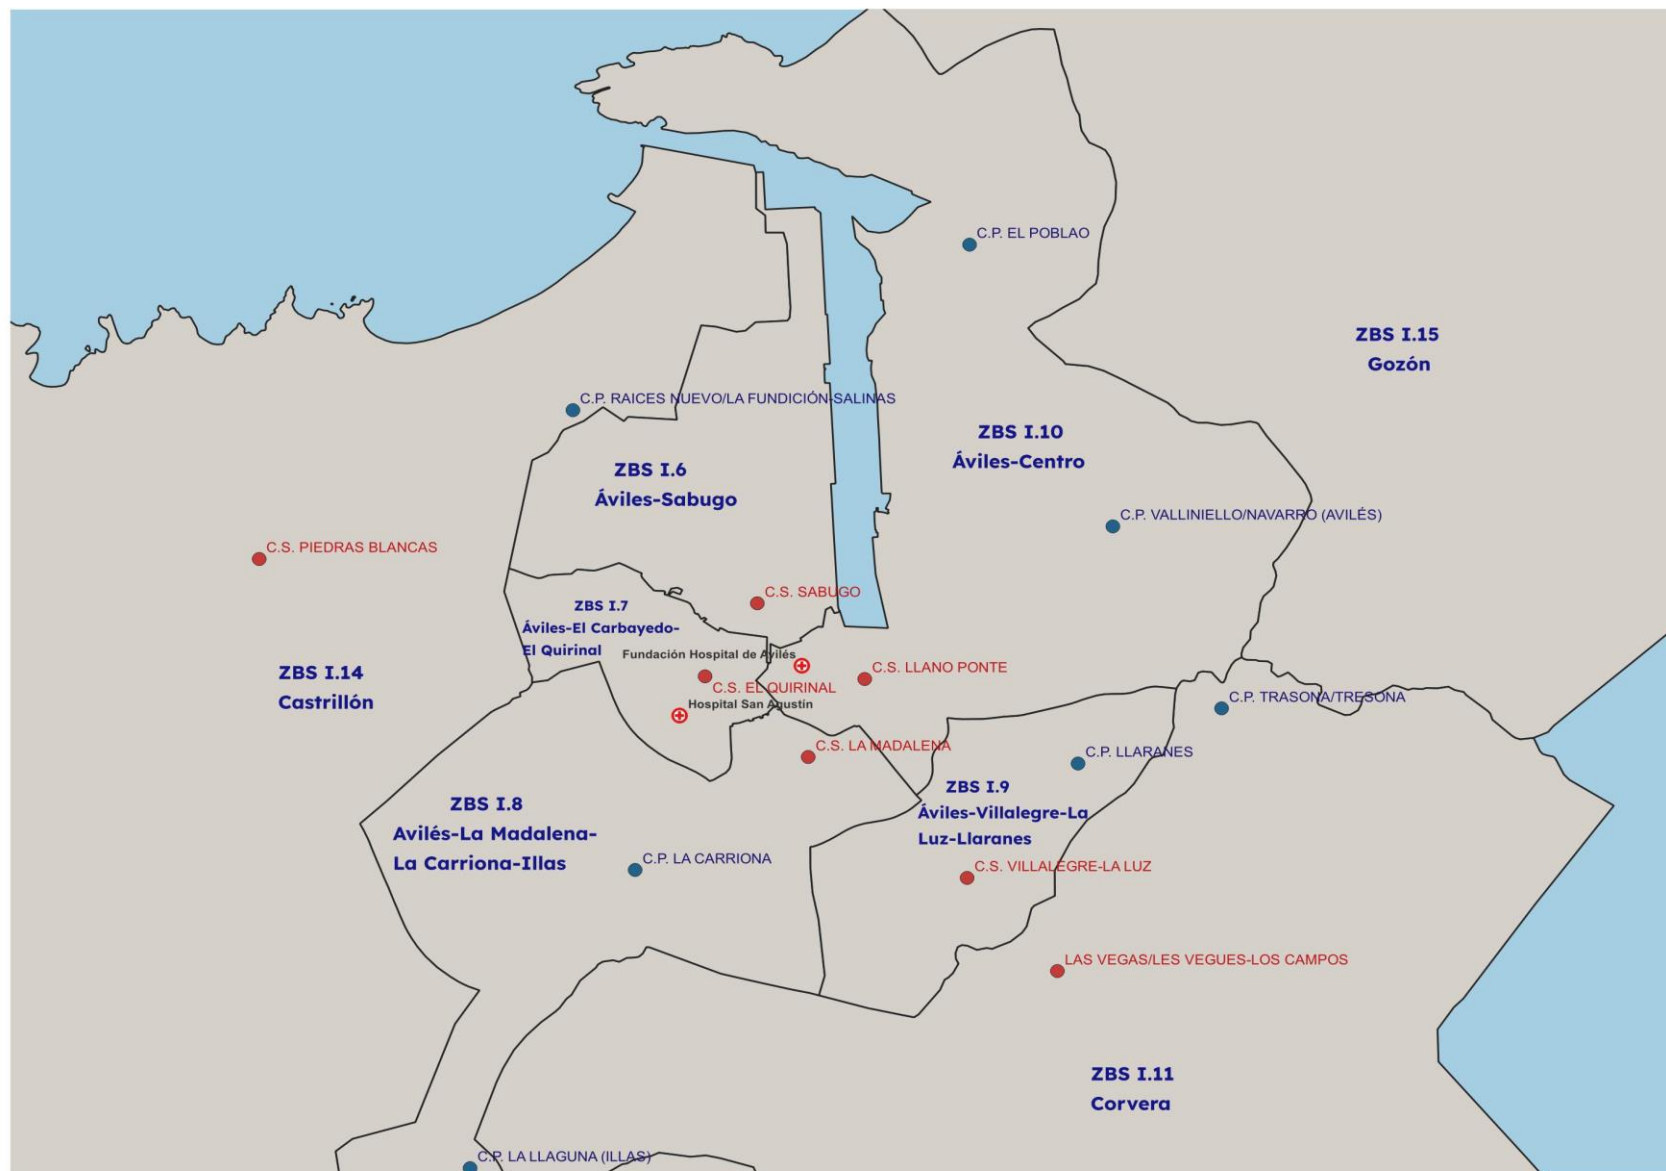 C.P. EL POBLAO
ZBS I.15
Gozón
C.P. RAICES NUEVO/LA FUNDICIÓN-SALINAS
ZBS I.10
Áviles-Centro
ZBS I.6
Áviles-Sabugo
C.P. VALLINIELLO/NAVARRO (AVILÉS)
C.S. PIEDRAS BLANCAS
C.S. SABUGO
ZBS I.7
Áviles-El Carbayedo-
El Quirinal
Fundación Hospital de Avilés
C.S. LLANO PONTE
ZBS I.14
Castrillón
C.S. EL QUIRINAL
Hospital San Agustín
C.P. TRASONA/TRESONA
C.S. LA MADALENA
C.P. LLARANES
ZBS I.9
Áviles-Villalegre-La
Luz-Llaranes
ZBS I.8
Avilés-La Madalena-
La Carriona-Illas
C.P. LA CARRIONA
C.S. VILLALEGRE-LA LUZ
LAS VEGAS/LES VEGUES-LOS CAMPOS
ZBS I.11
Corvera
C.P. LA LLAGUNA (ILLAS)